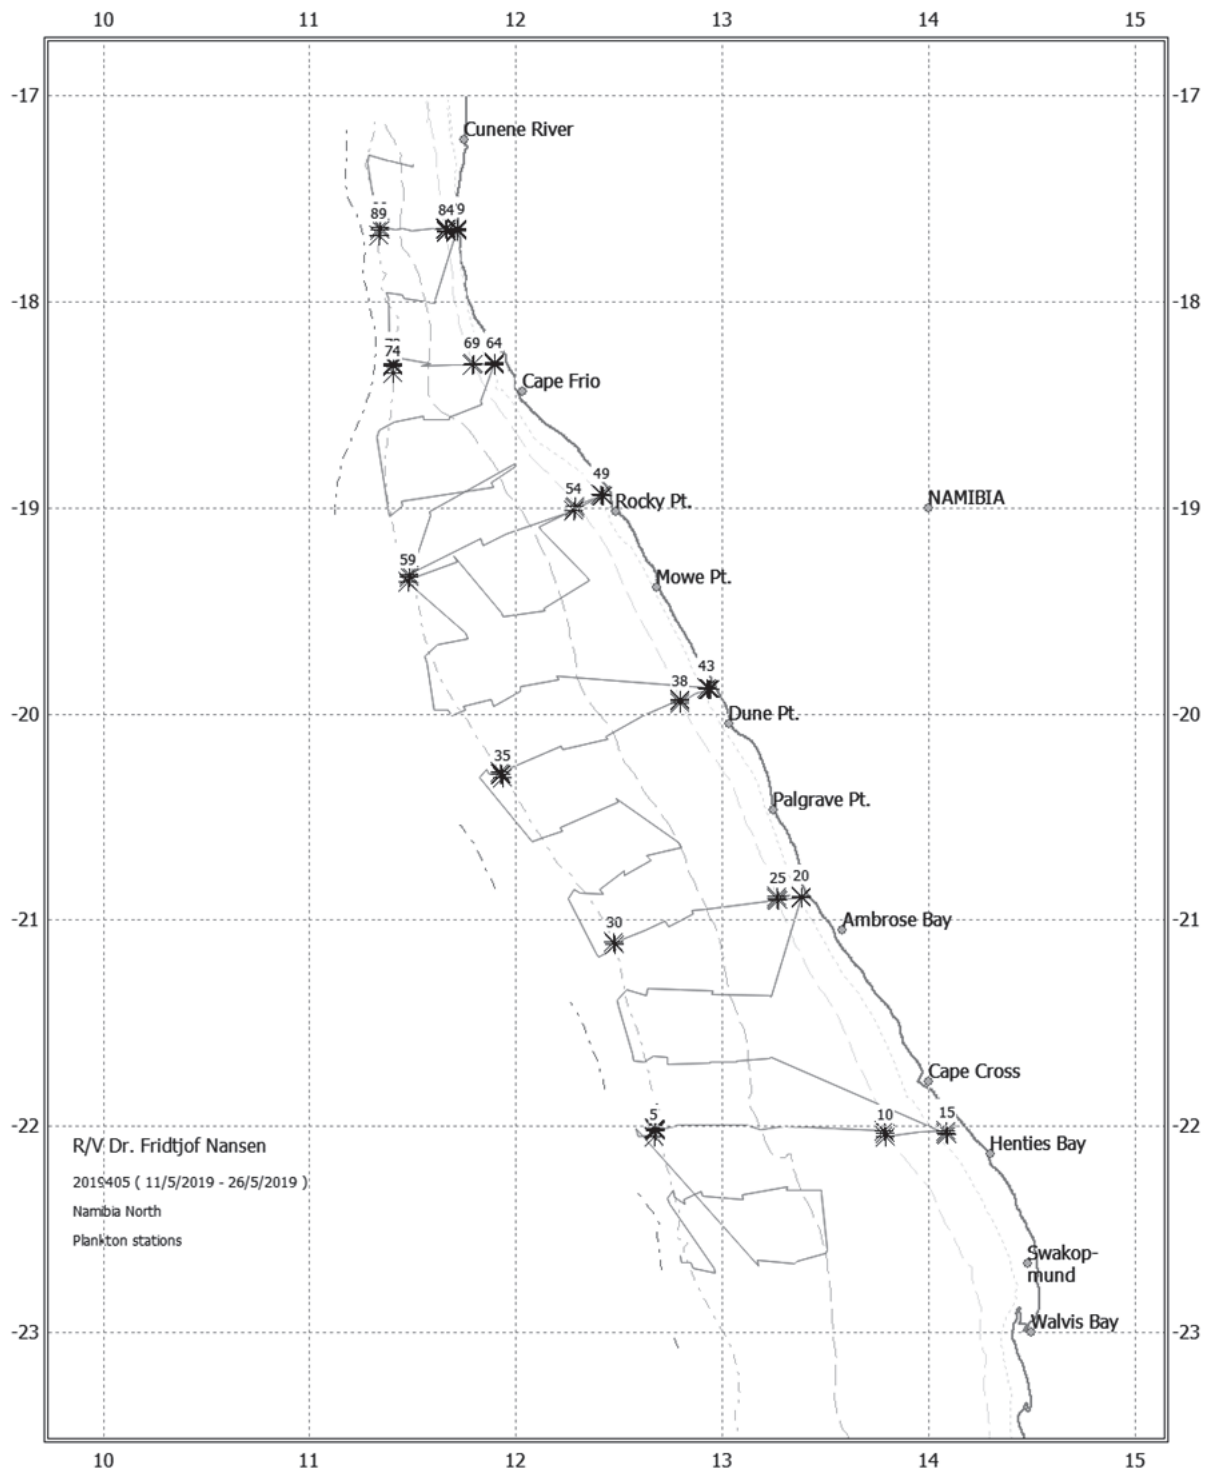 10 11 12 13 14 15
-17 -17
Cunene River
89 84 9
-18 -18
74 69 64
Cape Frio
49
54
Rocky Pt.
NAMIBIA
-19 -19
59
Mowe Pt.
43
38
-20 Dune Pt. -20
35
Palgrave Pt.
25 20
-21 Ambrose Bay -21
30
Cape Cross
5 10 15
-22 -22
R/V Dr. Fridtjof Nansen
Henties Bay
2019405 ( 11/5/2019 - 26/5/2019 )
Namibia North
Plankton stations
Swakop-
mund
-23 Walvis Bay -23
10 11 12 13 14 15